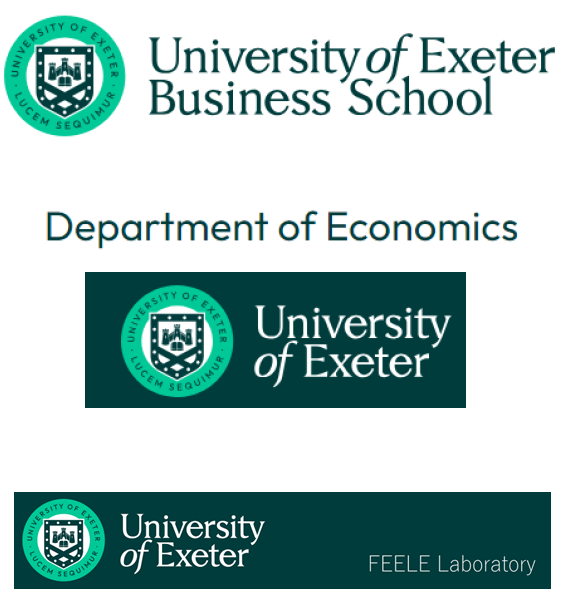 UNIVERSITY OF EXETER
LUCEM SEQUIMUR
University of Exeter
Business School
Department of Economics
UNIVERSITY OF EXETER
LUCEM SEQUIMUR
University
of Exeter
UNIVERSITY OF EXETER
LUCEM SEQUIMUR
University
of Exeter
FEELE Laboratory